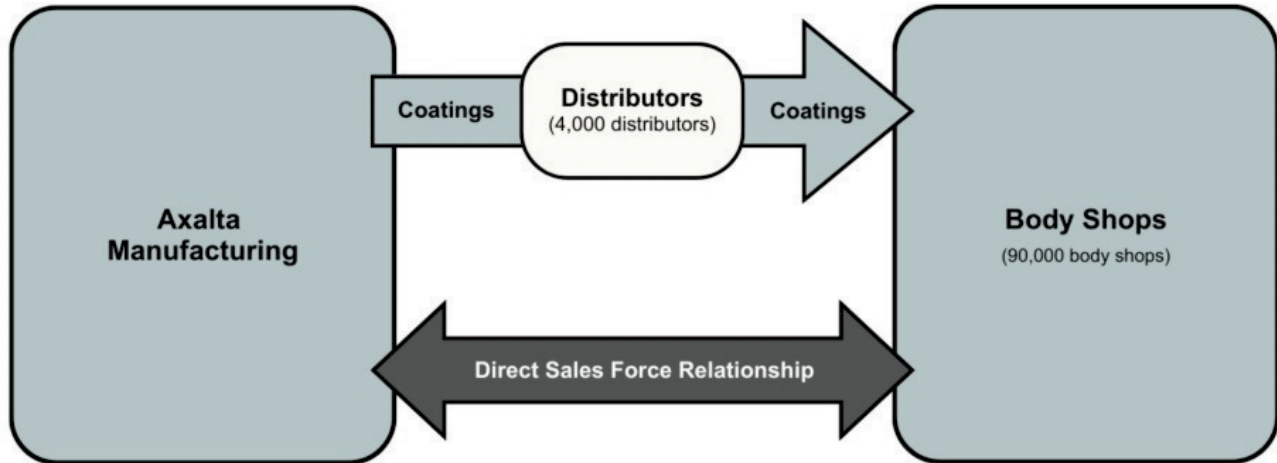 Coatings
Distributors
(4,000 distributors)
Coatings
Axalta
Manufacturing
Body Shops
(90,000 body shops)
Direct Sales Force Relationship